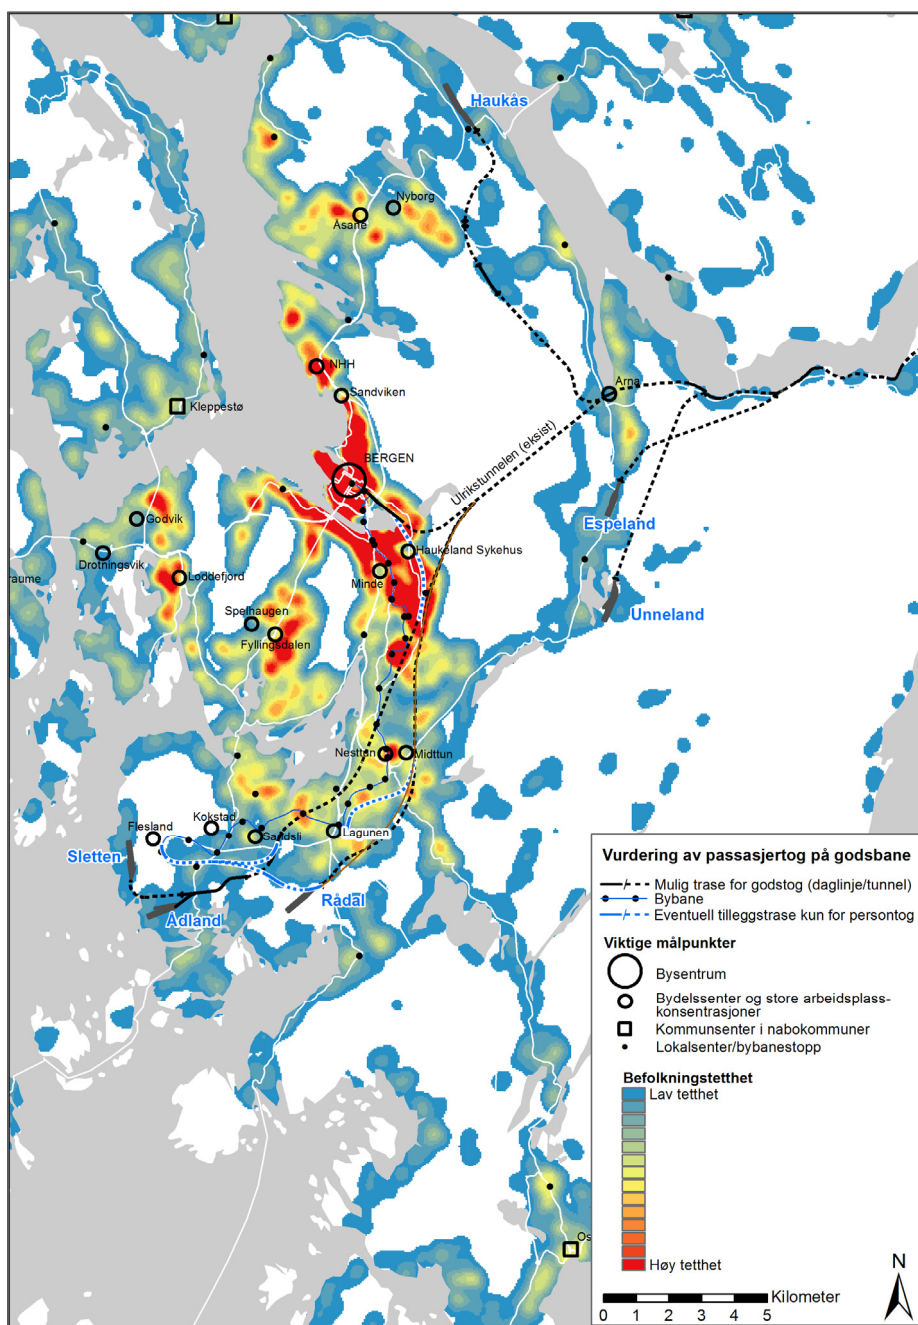 Haukås
Nyborg
Åsane
NHH
Sandviken
Arna
Kleppestø
BERGEN
Ulrikstunnelen (eksist)
Godvik
Espeland
Drotningsvik
Haukeland Sykehus
Loddefjord
Minde
raume
Spelhaugen
Unneland
Fyllingsdalen
Nesttun
Midttun
Flesland
Kokstad
Sandsli
Lagunen
Sletten
Rådal
Ådland
Os
Vurdering av passasjertog på godsbane
Mulig trase for godstog (daglinje/tunnel)
Bybane
Eventuell tilleggstrase kun for persontog
Viktige målpunkter
Bysentrum
Bydelssenter og store arbeidsplass-
konsentrasjoner
Kommunsenter i nabokommuner
Lokalsenter/bybanestopp
Befolkningstetthet
Lav tetthet
Høy tetthet
N
Kilometer
0 1 2 3 4 5